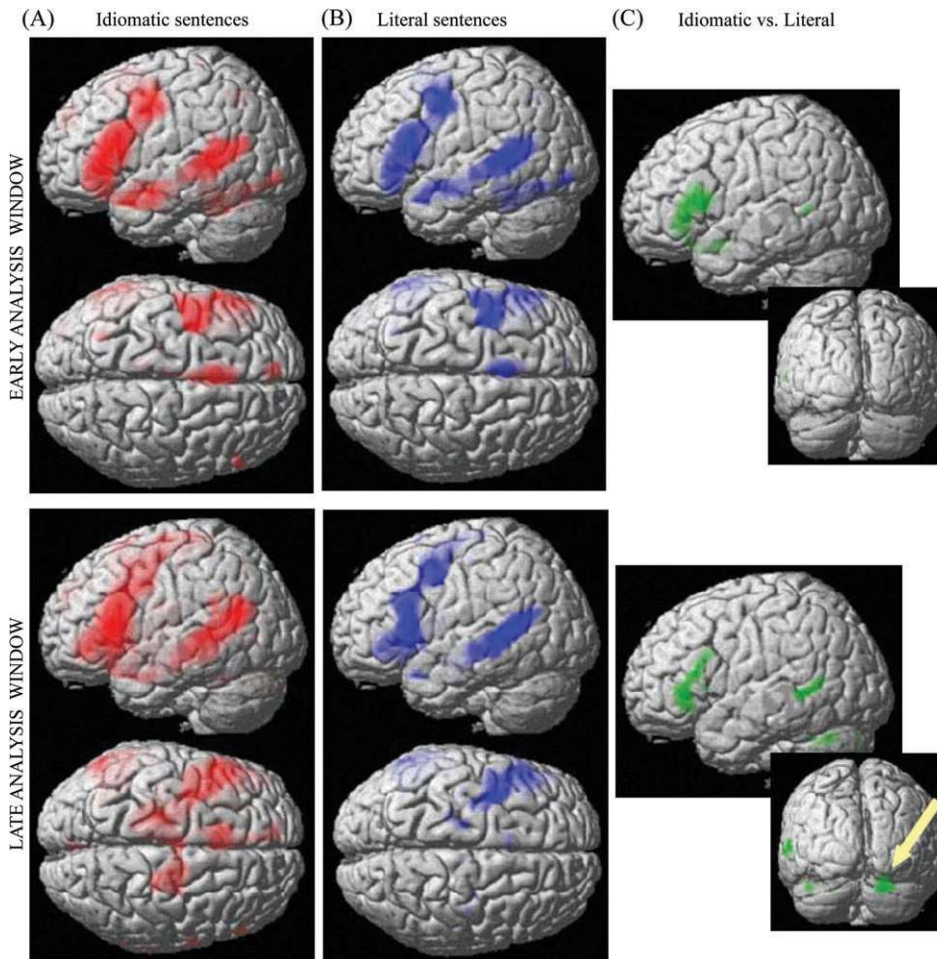 (A) Idiomatic sentences
(B) Literal sentences
(C) Idiomatic vs. Literal
EARLY ANALYSIS WINDOW
LATE ANALYSIS WINDOW